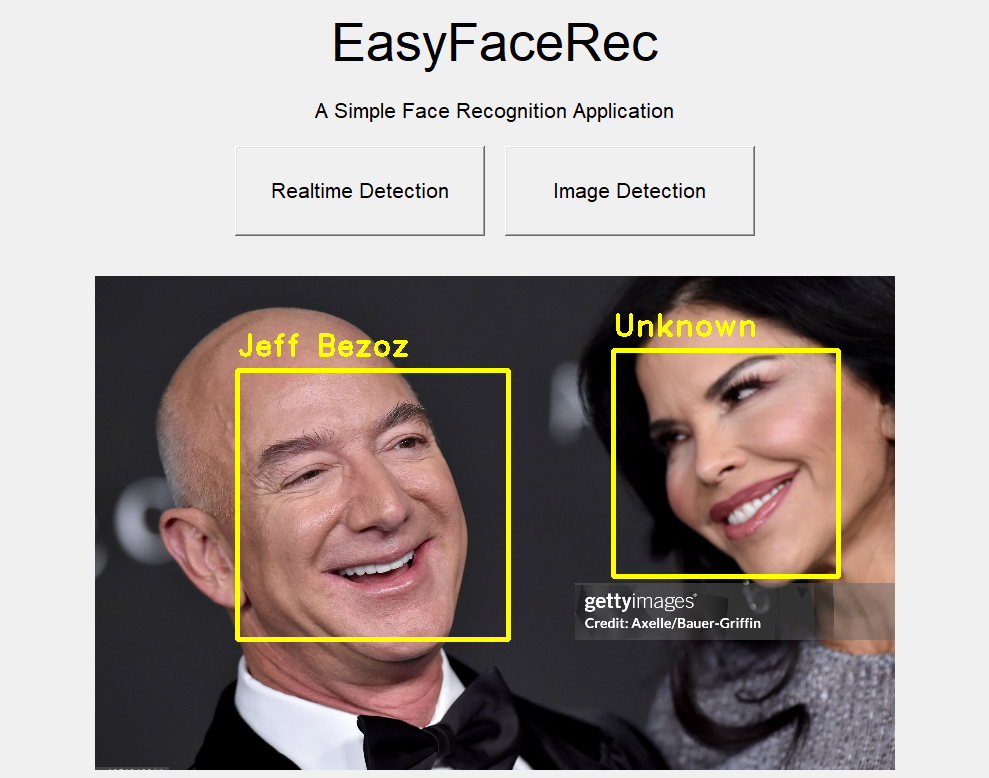 EasyFaceRec
A Simple Face Recognition Application
Realtime Detection
Image Detection
Unknown
Jeff Bezoz
gettyimages
Credit: Axelle/Bauer-Griffin